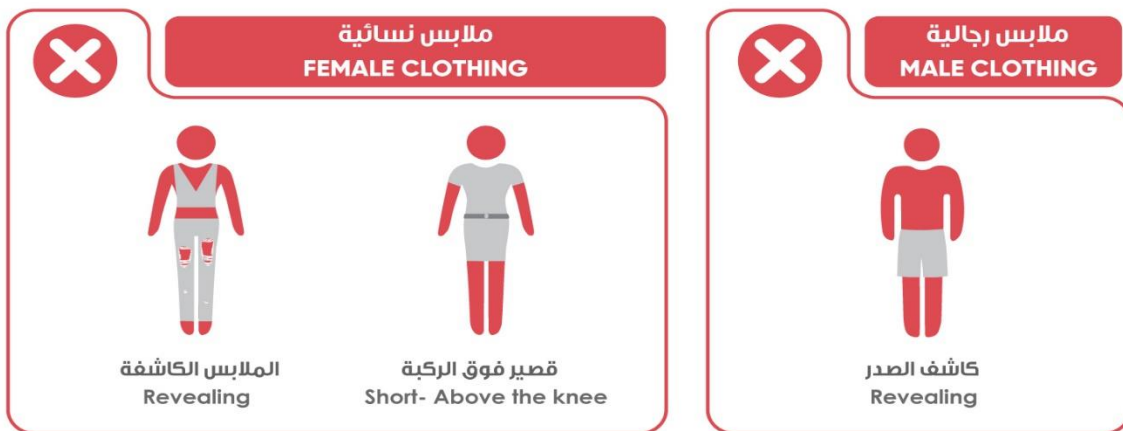 ملابس نسائية
FEMALE CLOTHING
الملابس الكاشفة
Revealing
قصير فوق الركبة
Short- Above the knee
ملابس رجالية
MALE CLOTHING
كاشف الصدر
Revealing